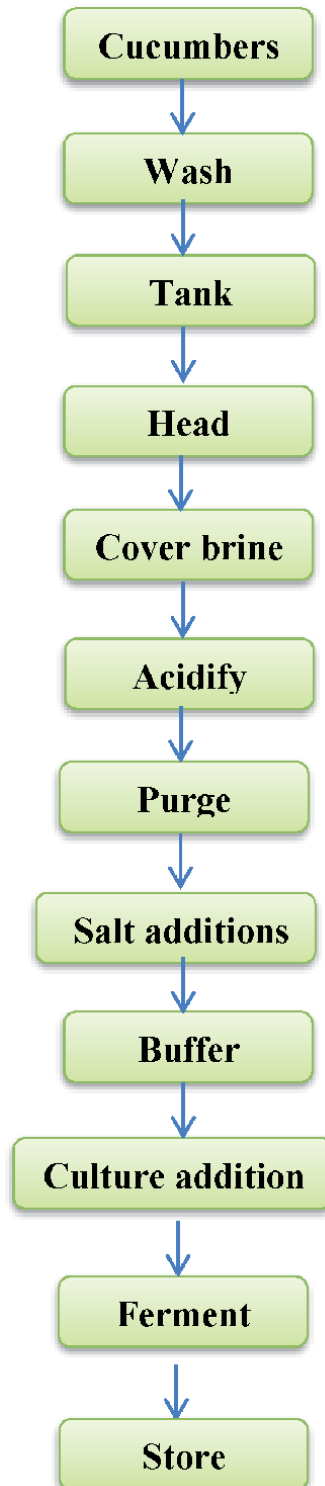 Cucumbers
Wash
Tank
Head
Cover brine
Acidify
Purge
Salt additions
Buffer
Culture addition
Ferment
Store